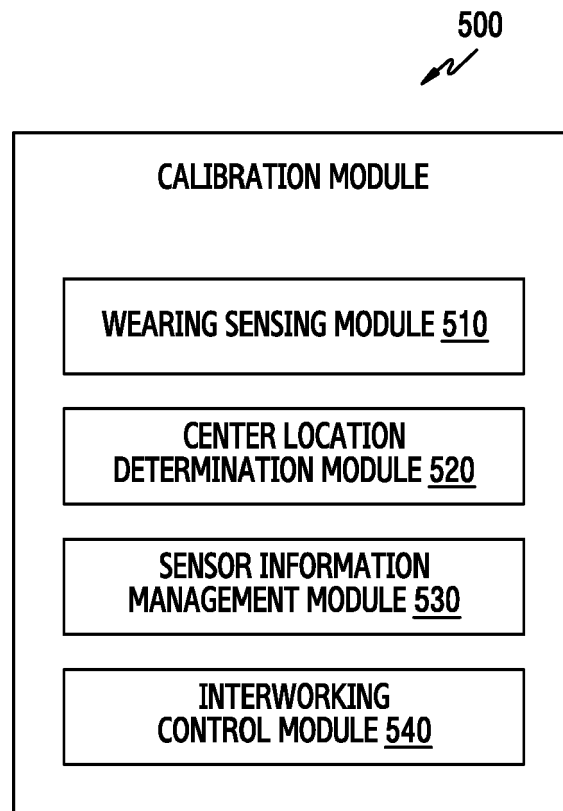 500
CALIBRATION MODULE
WEARING SENSING MODULE 510
CENTER LOCATION
DETERMINATION MODULE 520
SENSOR INFORMATION
MANAGEMENT MODULE 530
INTERWORKING
CONTROL MODULE 540